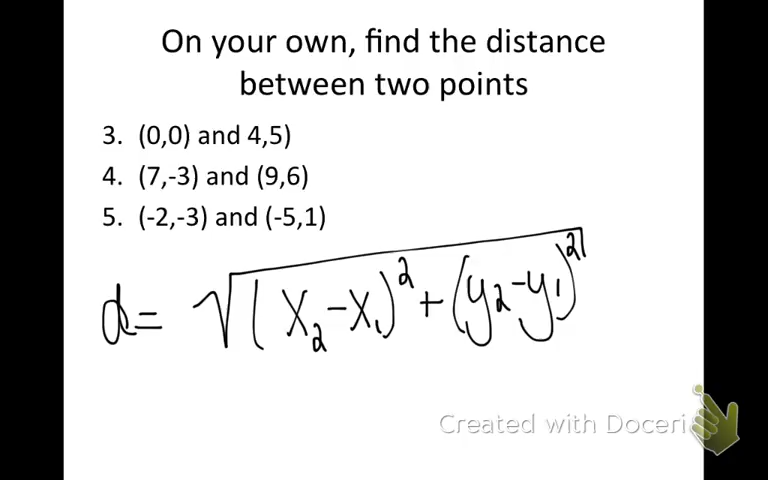 On your own, find the distance
between two points
3. (0,0) and 4,5)
4. (7,-3) and (9,6)
5. (-2,-3) and (-5,1)
d= √(x₂-x₁)²+(y₂-y₁)²
Created with Doceri